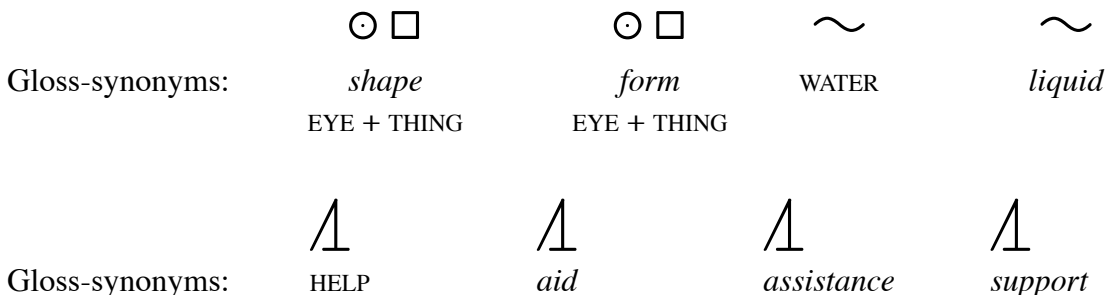 ⊙ □ ⊙ □ ~ ~
Gloss-synonyms: shape form WATER liquid
EYE + THING EYE + THING
Gloss-synonyms: HELP aid assistance support